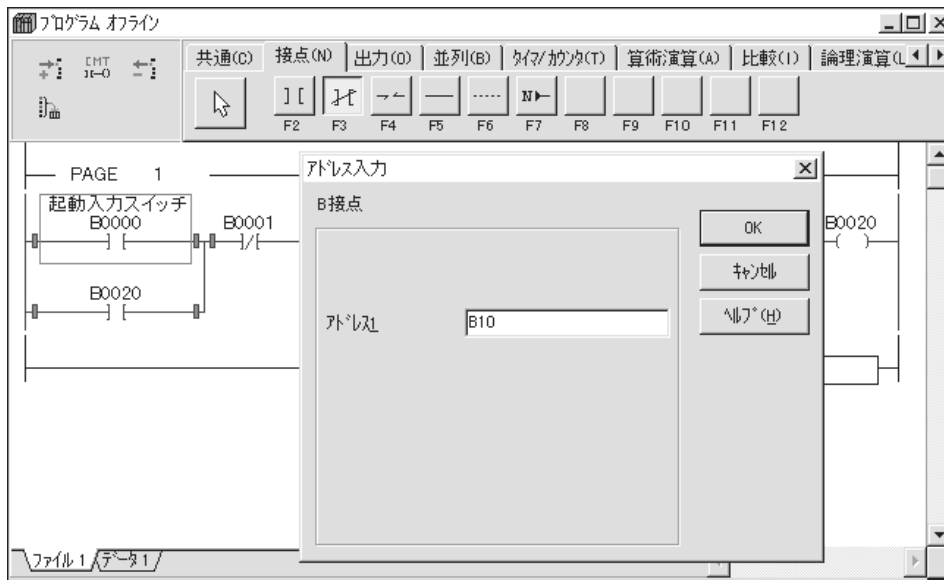 プログラム オフライン
共通(C) 接点(N) 出力(O) 並列(B) タイマ/カウンタ(T) 算術演算(A) 比較(I) 論理演算(L
CMT
N
F2 F3 F4 F5 F6 F7 F8 F9 F10 F11 F12
PAGE 1
起動入力スイッチ
B0000
B0001
B0020
B0020
アドレス入力
B接点
アドレス1
B10
OK
キャンセル
ヘルプ(H)
ファイル1
データ1